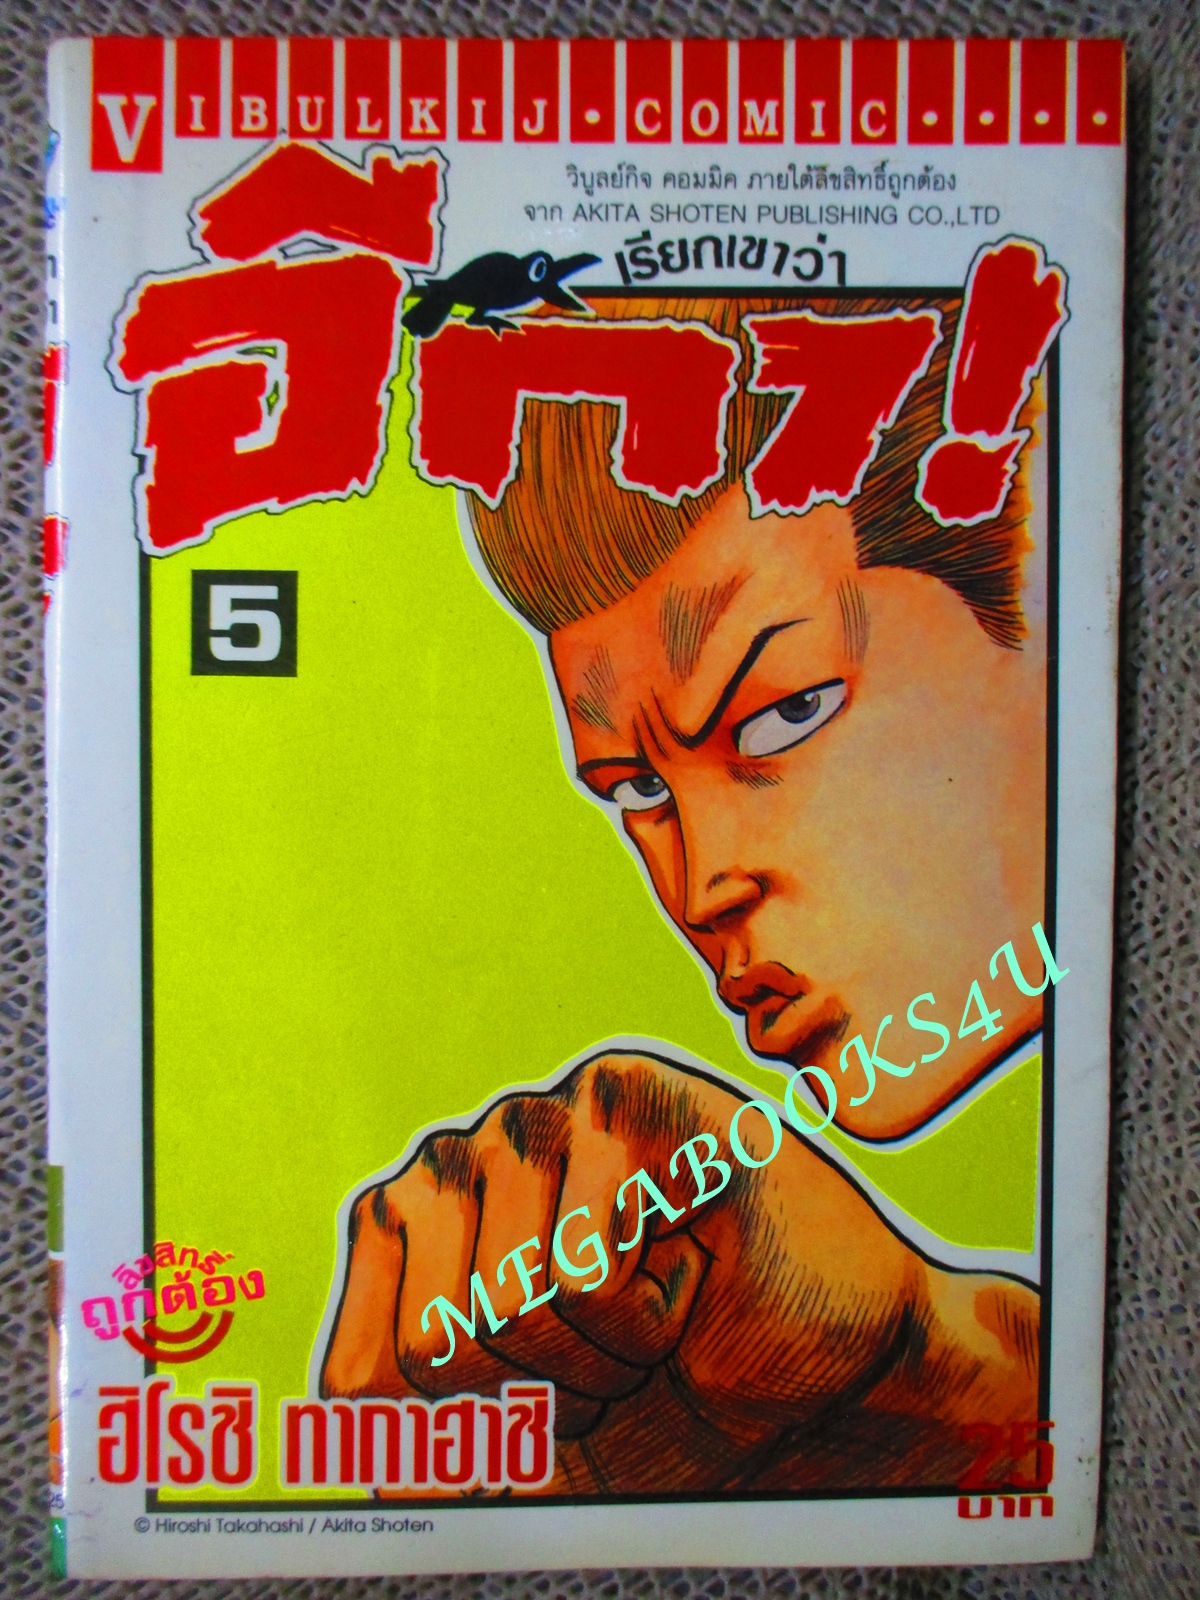 VIBULKIJ・COMIC・・・・
วิบูลย์กิจ คอมมิค ภายใต้ลิขสิทธิ์ถูกต้อง
จาก AKITA SHOTEN PUBLISHING CO.,LTD
เรียกเขาว่า
อีกา!
5
MEGABOOKS4U
ลิขสิทธิ์
ถูกต้อง
ฮิโรชิ ทากาฮาชิ
25
บาท
© Hiroshi Takahashi / Akita Shoten